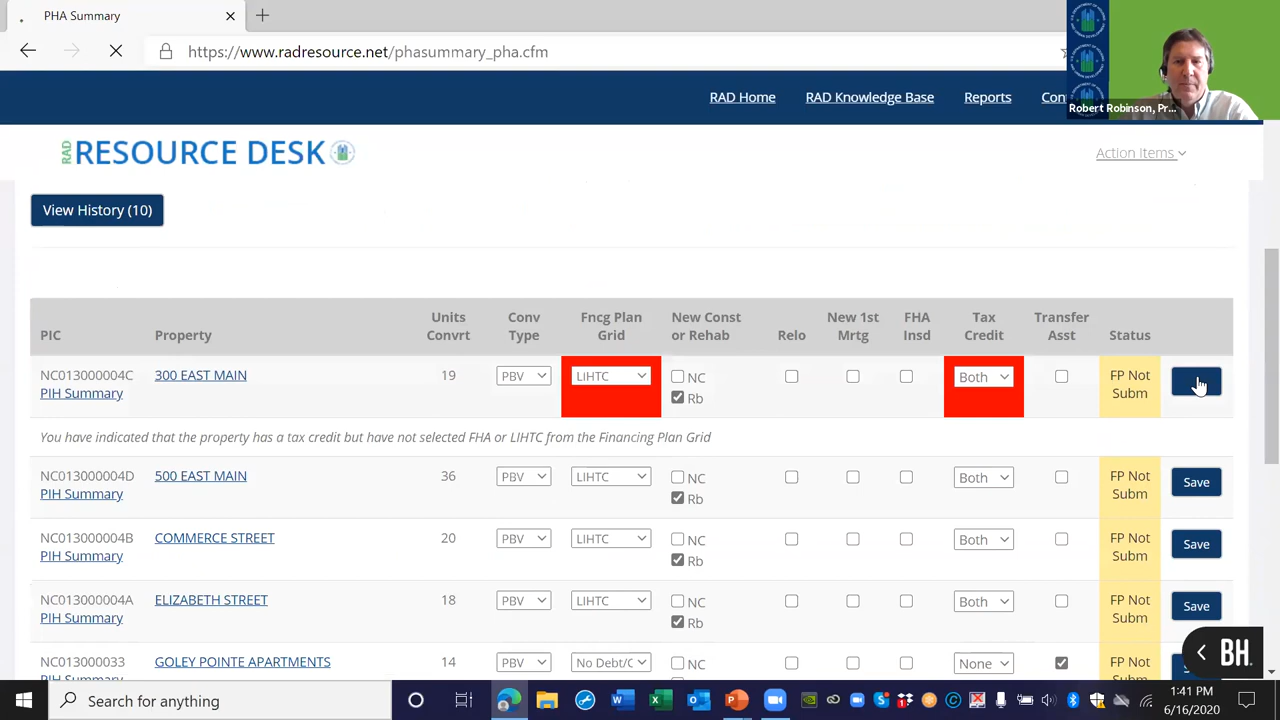 PHA Summary
https://www.radresource.net/phasummary_pha.cfm
RAD Home RAD Knowledge Base Reports Con
Robert Robinson, Pr...
RAD RESOURCE DESK
Action Items
View History (10)
PIC Property Units Convrt Conv Type Fncg Plan Grid New Const or Rehab Relo New 1st Mrtg FHA Insd Tax Credit Transfer Asst Status
NC013000004C 300 EAST MAIN 19 PBV LIHTC NC Both FP Not Subm
PIH Summary Rb
You have indicated that the property has a tax credit but have not selected FHA or LIHTC from the Financing Plan Grid
NC013000004D 500 EAST MAIN 36 PBV LIHTC NC Both FP Not Subm Save
PIH Summary Rb
NC013000004B COMMERCE STREET 20 PBV LIHTC NC Both FP Not Subm Save
PIH Summary Rb
NC013000004A ELIZABETH STREET 18 PBV LIHTC NC Both FP Not Subm Save
PIH Summary Rb
NC013000033 GOLEY POINTE APARTMENTS 14 PBV No Debt/C NC None FP Not Subm
BH.
Search for anything
1:41 PM
6/16/2020